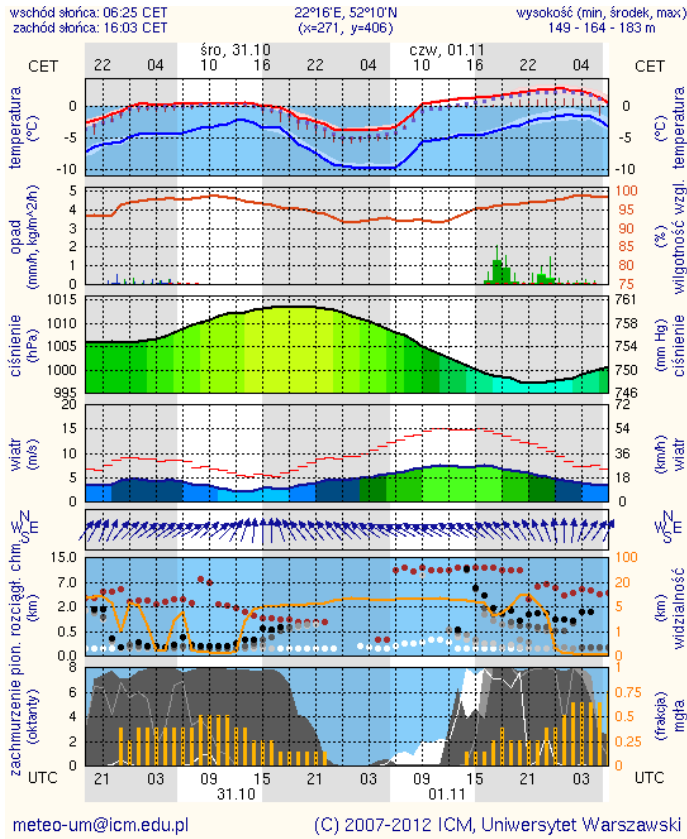 wschód słońca: 06:25 CET 22°16'E, 52°10'N wysokość (min, środek, max)
zachód słońca: 16:03 CET (x=271, y=406) 149 - 164 - 183 m
śro, 31.10 czw, 01.11
CET 22 04 10 16 22 04 10 16 22 04 CET
temperatura (°C)
0
-5
-10
0
-5
-10
temperatura (°C)
opad (mm/h, kg/m^2/h)
5
4
3
2
1
0
100
95
90
85
80
75
wilgotność wzgl. (%)
ciśnienie (hPa)
1015
1010
1005
1000
995
761
758
754
750
746
(mm Hg) ciśnienie
wiatr (m/s)
20
15
10
5
0
72
54
36
18
0
(km/h) wiatr
N
W E
S
N
W E
S
rozciągł. chm. pion. (km)
15.0
7.0
2.0
0.5
0.0
100
20
5
1
0
(km) widzialność
zachmurzenie (oktanty)
8
6
4
2
0
1
0.75
0.5
0.25
0
(frakcja) mgła
UTC 21 03 09 15 21 03 09 15 21 03 UTC
31.10 01.11
meteo-um@icm.edu.pl (C) 2007-2012 ICM, Uniwersytet Warszawski